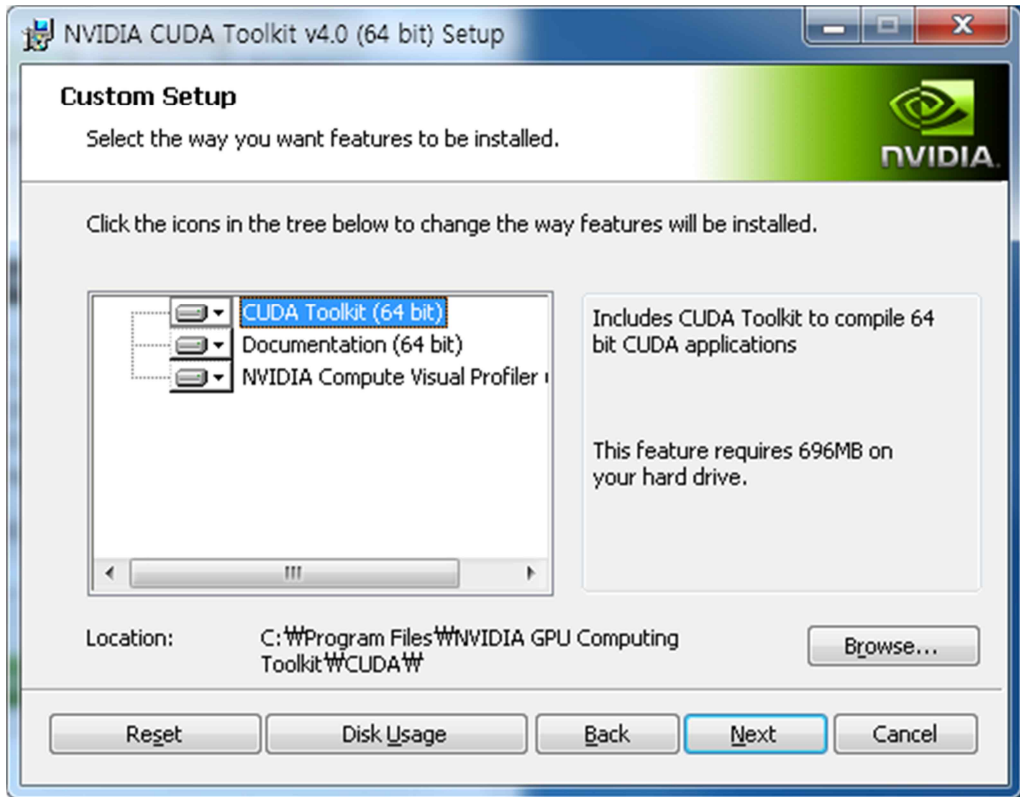 NVIDIA CUDA Toolkit v4.0 (64 bit) Setup
Custom Setup
Select the way you want features to be installed.
NVIDIA.
Click the icons in the tree below to change the way features will be installed.
CUDA Toolkit (64 bit)
Documentation (64 bit)
NVIDIA Compute Visual Profiler
Includes CUDA Toolkit to compile 64
bit CUDA applications
This feature requires 696MB on
your hard drive.
Location:
C:₩Program Files₩NVIDIA GPU Computing
Toolkit₩CUDA₩
Browse...
Reset
Disk Usage
Back
Next
Cancel